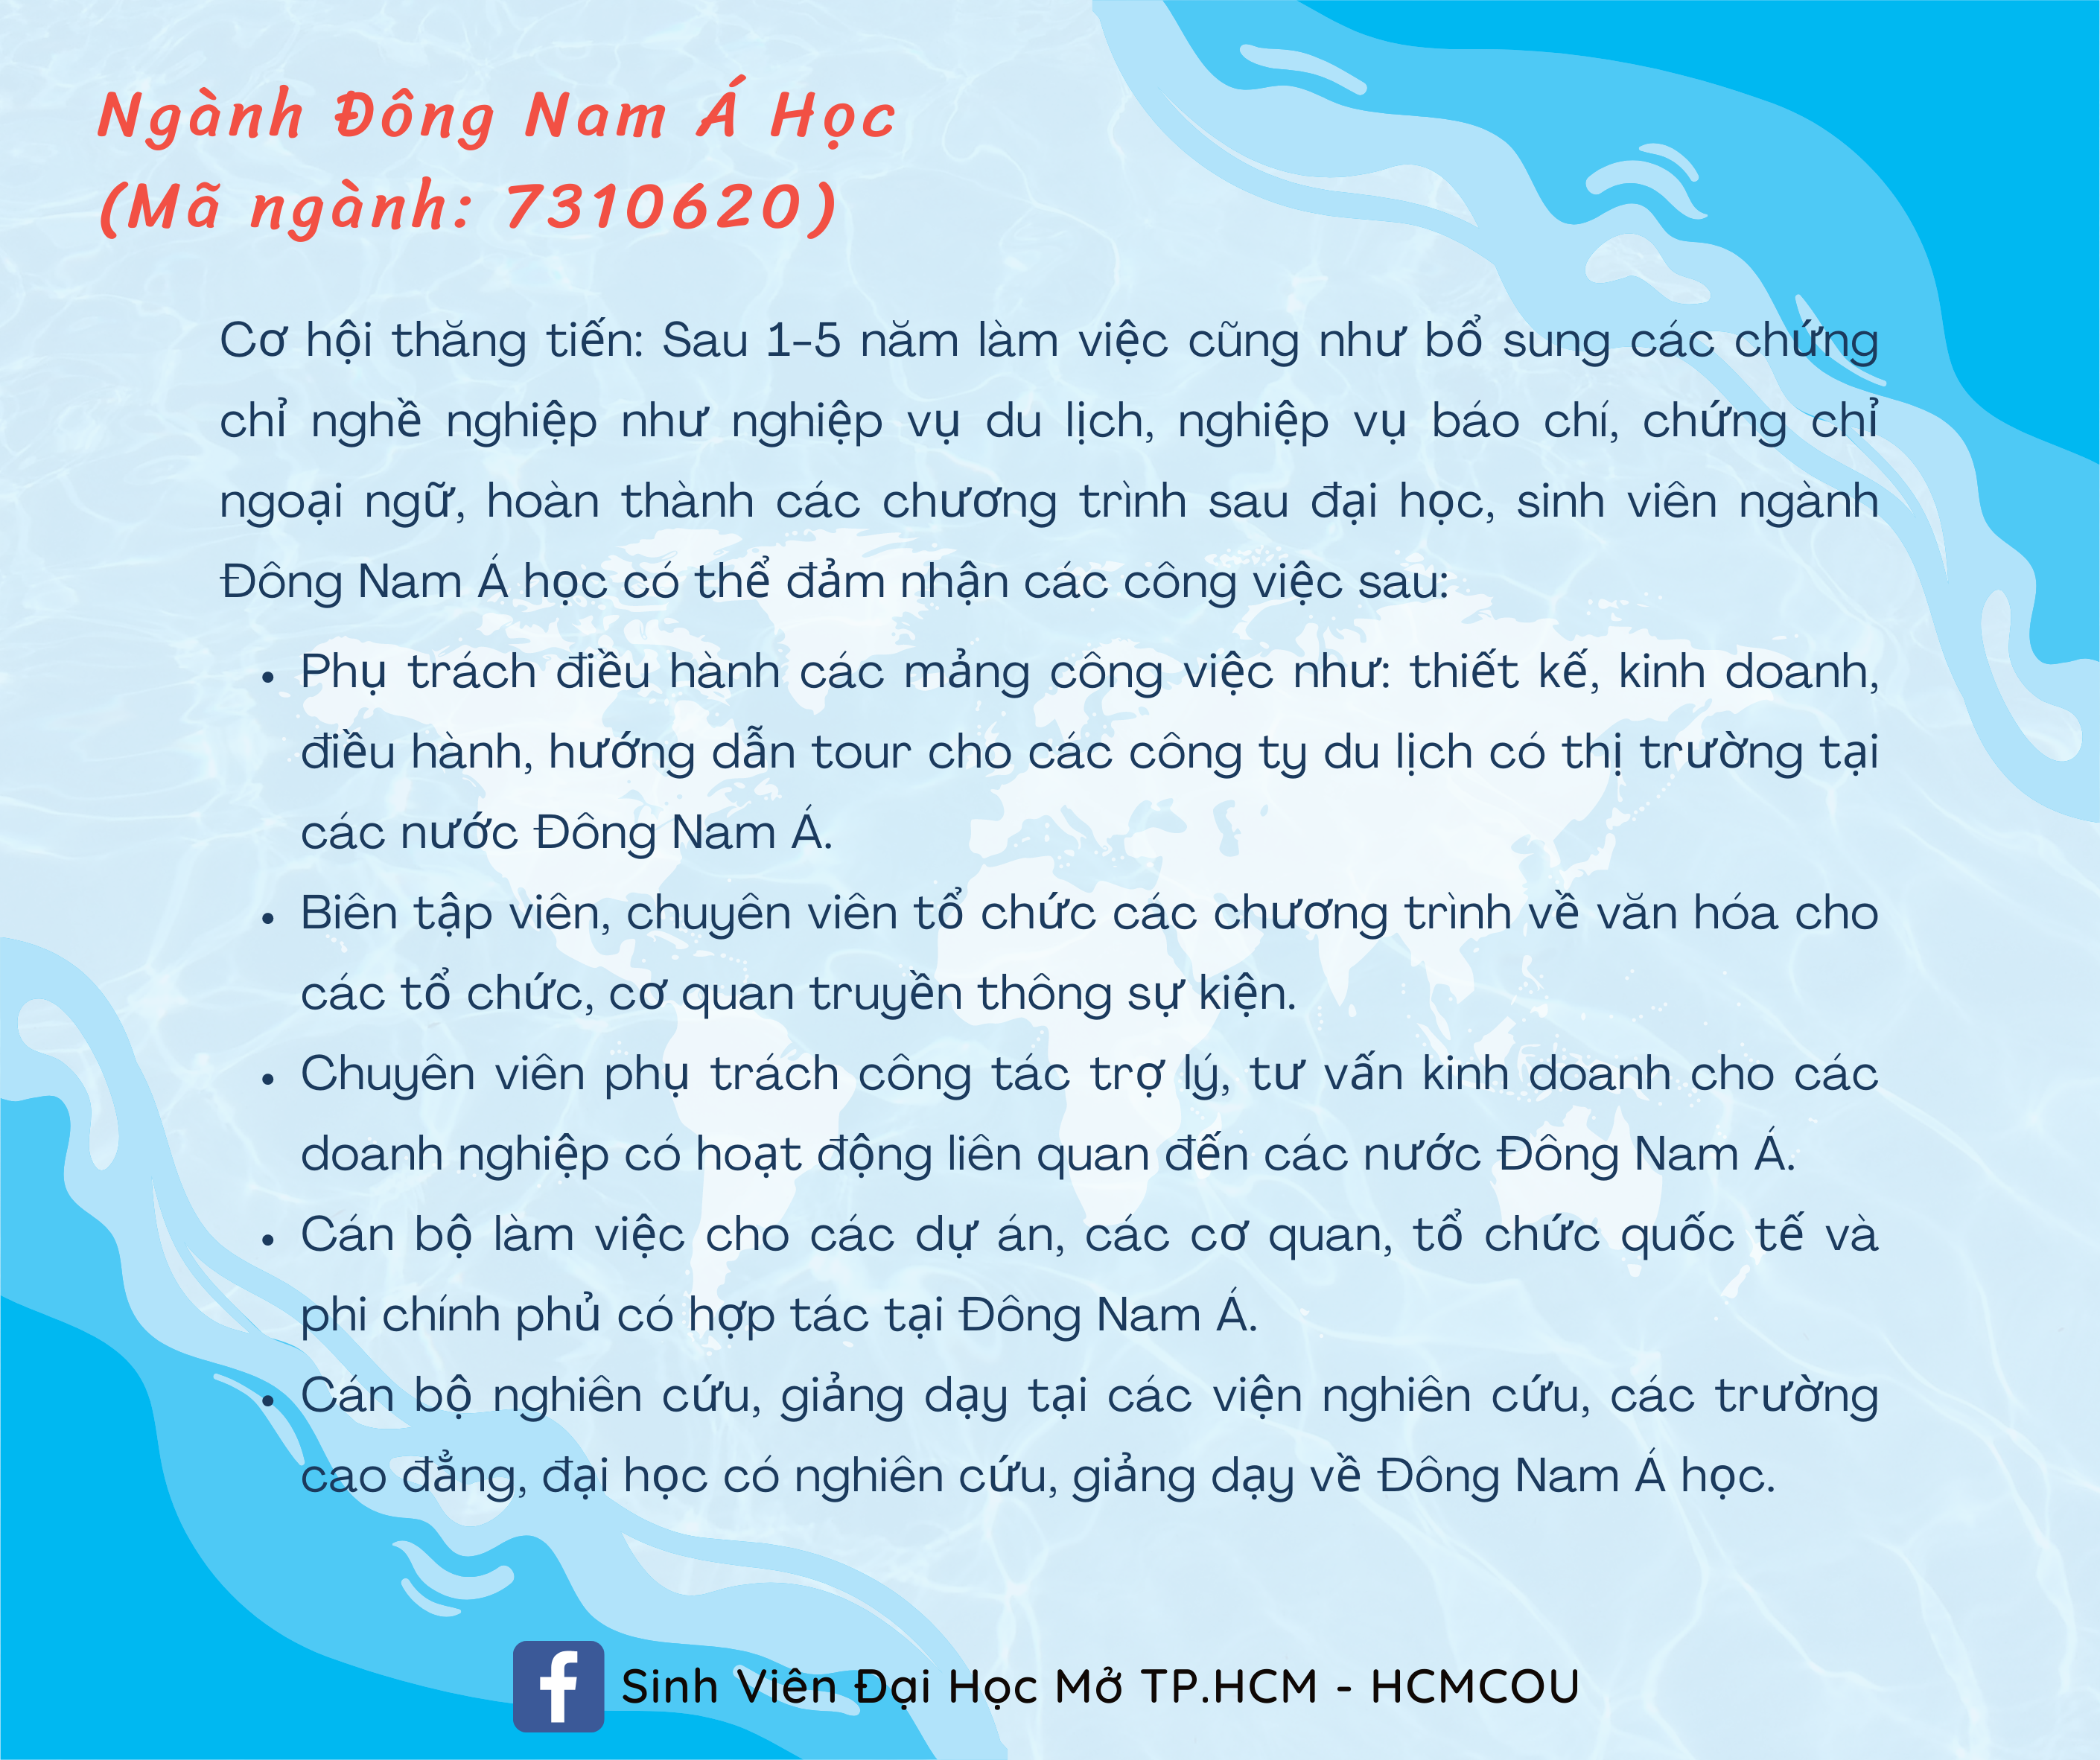 Ngành Đông Nam Á Học
(Mã ngành: 7310620)
Cơ hội thăng tiến: Sau 1-5 năm làm việc cũng như bổ sung các chứng
chỉ nghề nghiệp như nghiệp vụ du lịch, nghiệp vụ báo chí, chứng chỉ
ngoại ngữ, hoàn thành các chương trình sau đại học, sinh viên ngành
Đông Nam Á học có thể đảm nhận các công việc sau:
• Phụ trách điều hành các mảng công việc như: thiết kế, kinh doanh,
điều hành, hướng dẫn tour cho các công ty du lịch có thị trường tại
các nước Đông Nam Á.
• Biên tập viên, chuyên viên tổ chức các chương trình về văn hóa cho
các tổ chức, cơ quan truyền thông sự kiện.
• Chuyên viên phụ trách công tác trợ lý, tư vấn kinh doanh cho các
doanh nghiệp có hoạt động liên quan đến các nước Đông Nam Á.
• Cán bộ làm việc cho các dự án, các cơ quan, tổ chức quốc tế và
phi chính phủ có hợp tác tại Đông Nam Á.
• Cán bộ nghiên cứu, giảng dạy tại các viện nghiên cứu, các trường
cao đẳng, đại học có nghiên cứu, giảng dạy về Đông Nam Á học.
f Sinh Viên Đại Học Mở TP.HCM - HCMCOU